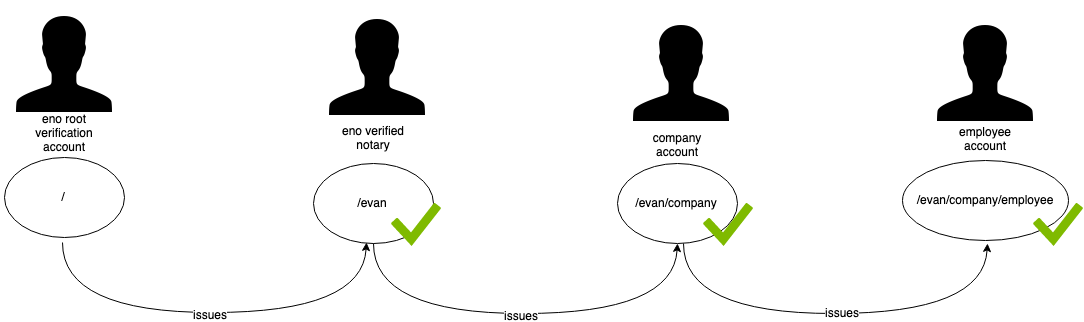 eno root
verification
account
/
eno verified
notary
/evan
company
account
/evan/company
employee
account
/evan/company/employee
issues
issues
issues